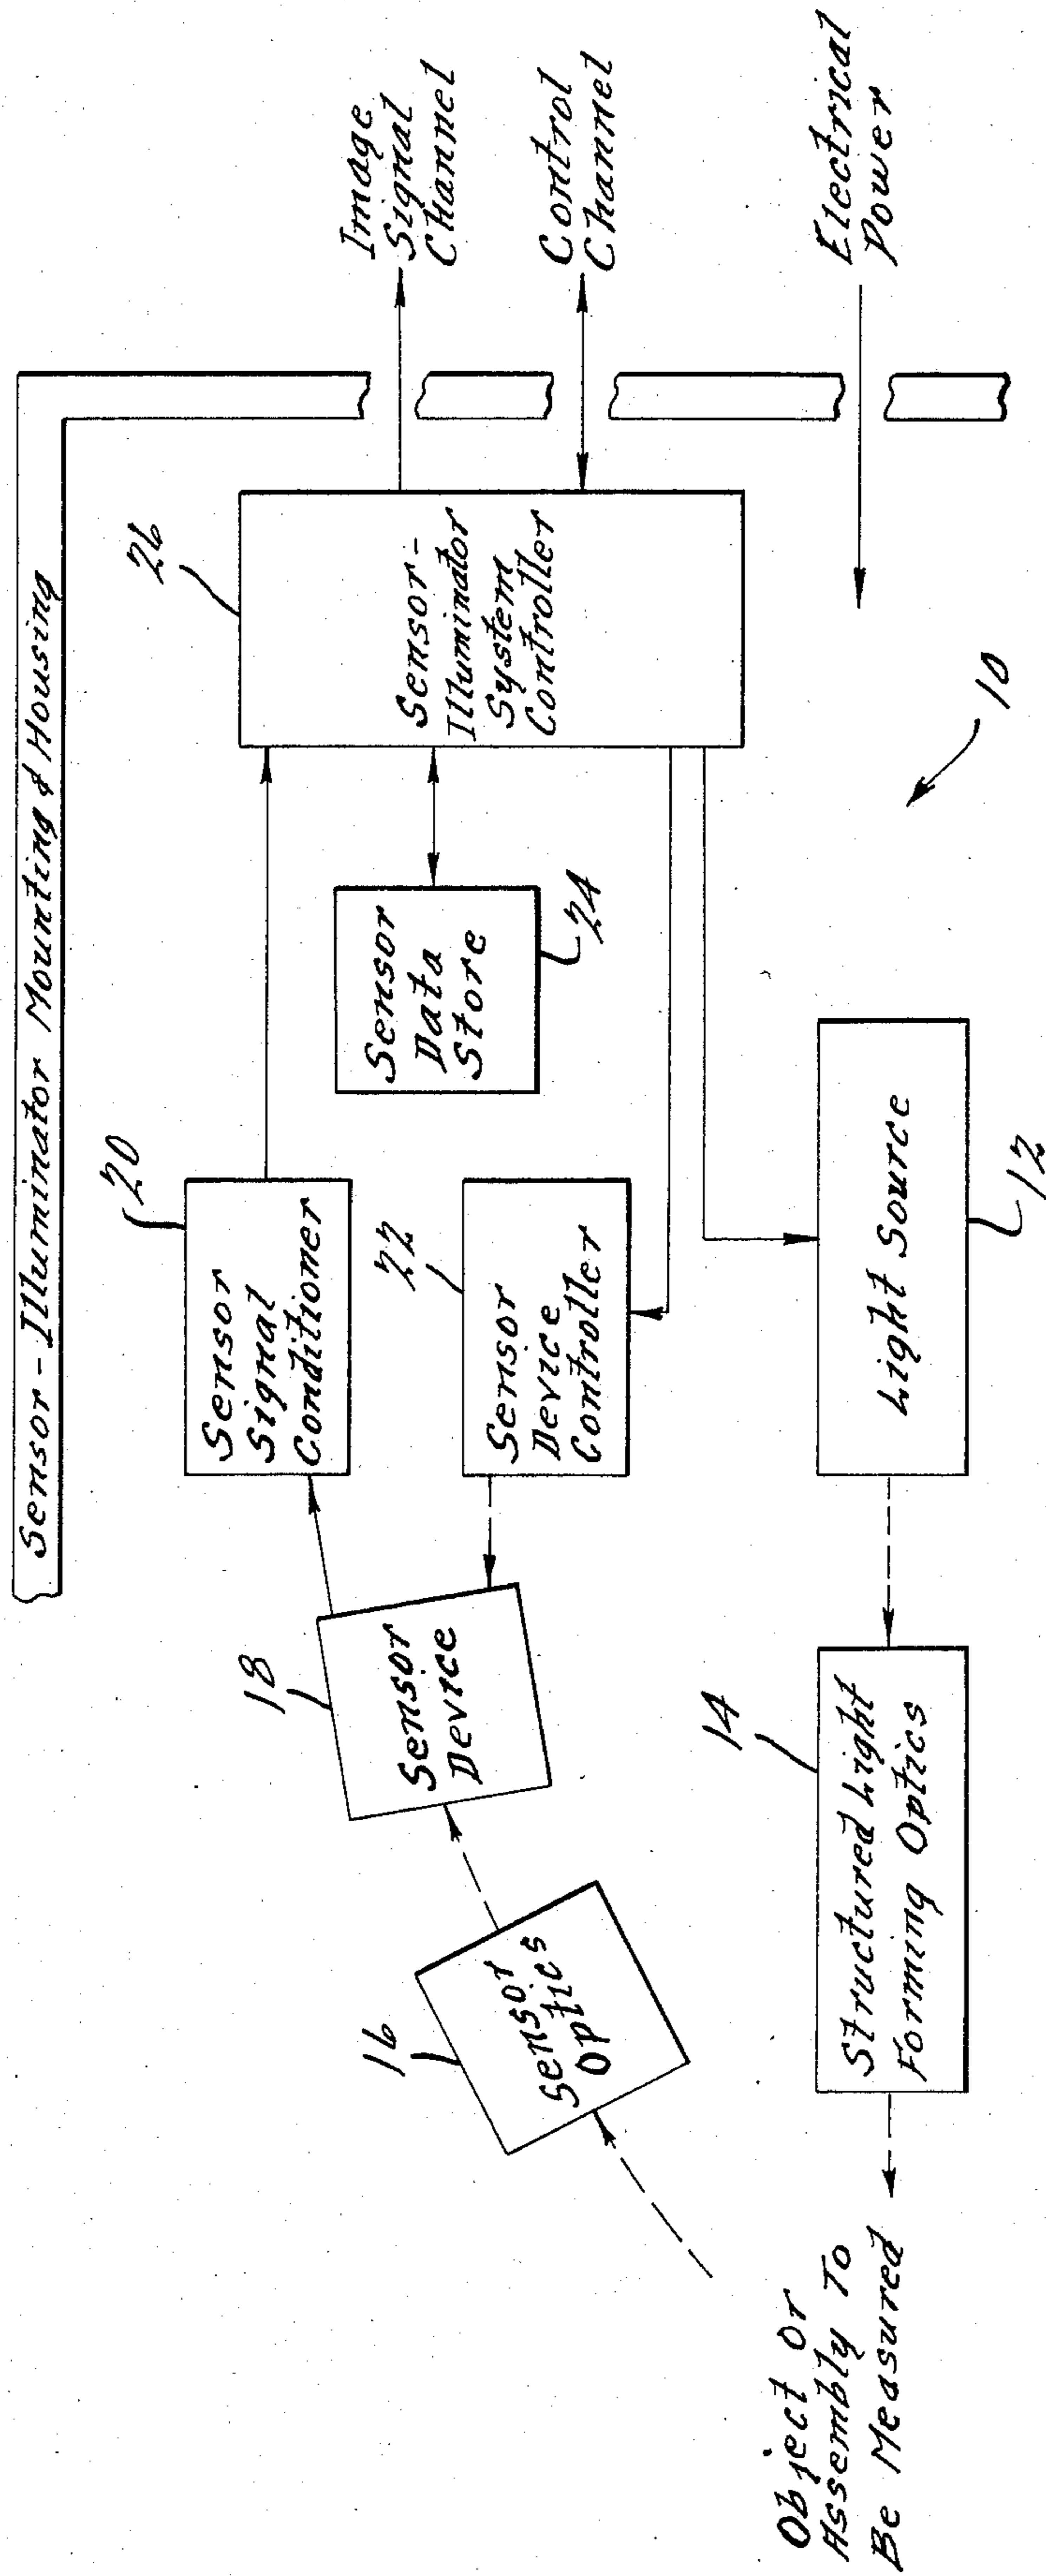 Sensor-Illuminator Mounting & Housing
Image
Signal
Channel
Control
Channel
Electrical
Power
26
Sensor-
Illuminator
System
Controller
10
Sensor
Data
Store
24
20
Sensor
Signal
Conditioner
22
Sensor
Device
Controller
Light Source
12
18
Sensor
Device
16
Sensor
Optics
14
Structured Light
Forming Optics
Object Or
Assembly To
Be Measured